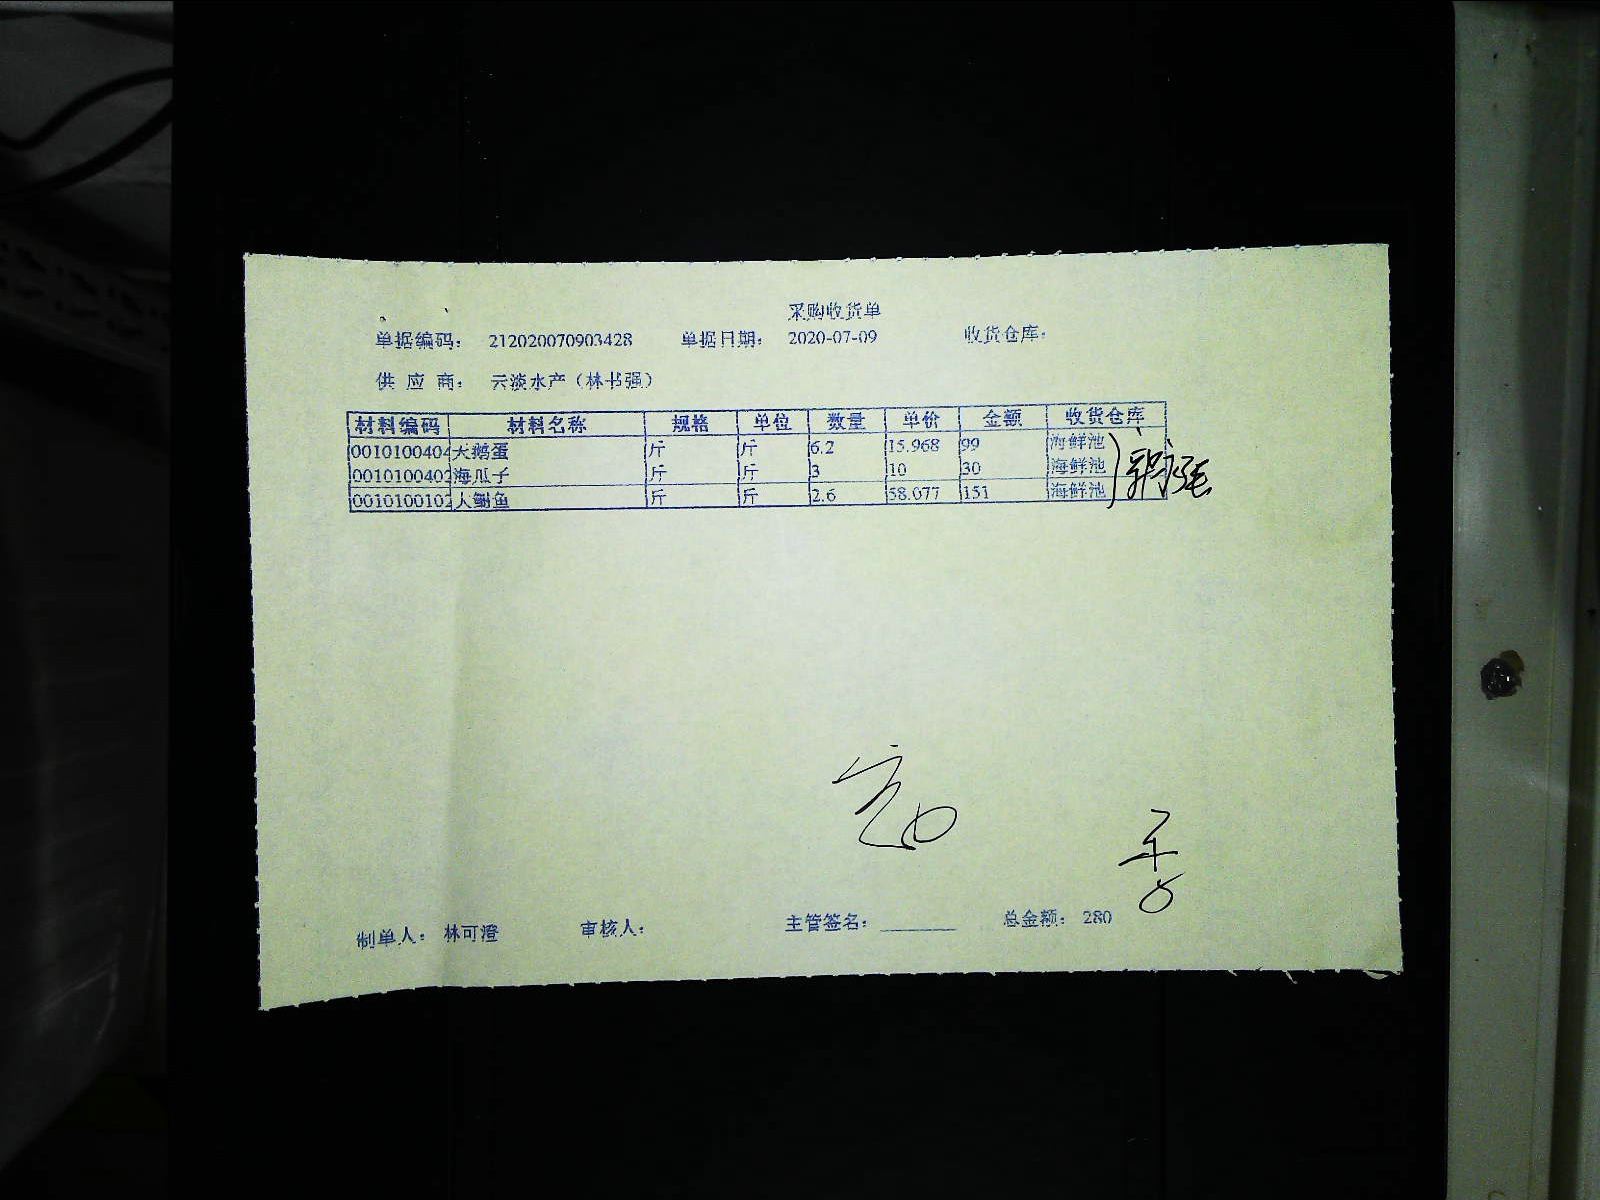 采购收货单
单据编码： 212020070903428 单据日期： 2020-07-09 收货仓库：
供 应 商： 云淡水产（林书强）
材料编码 材料名称 规格 单位 数量 单价 金额 收货仓库
0010100404 天鹅蛋 斤 斤 6.2 15.968 99 海鲜池
0010100402 海瓜子 斤 斤 3 10 30 海鲜池
0010100102 斤 斤 2.6 58.077 151 海鲜池
制单人： 林可澄 审核人： 主管签名： 总金额： 280